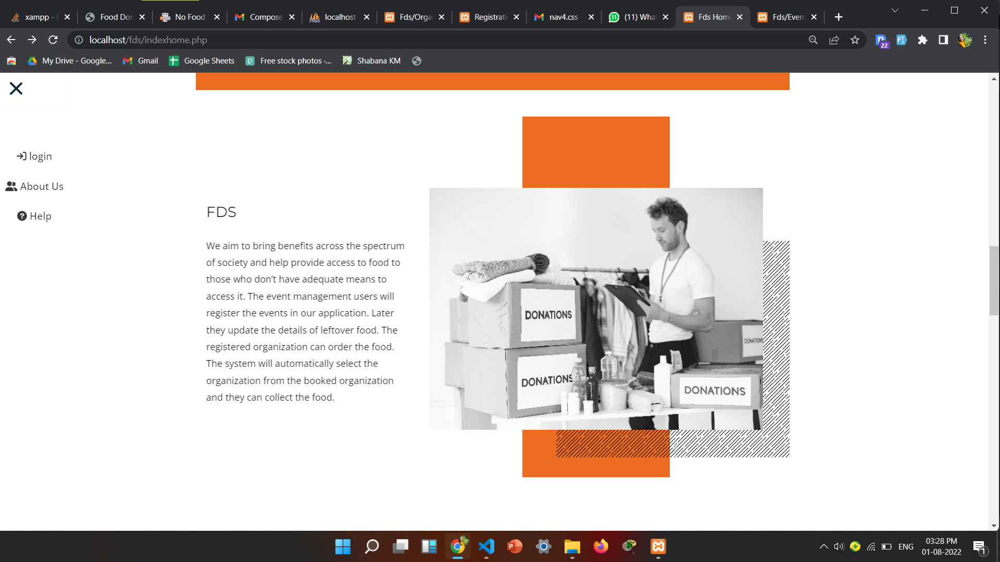 xampp -
Food Don
No Food
Compose
localhost
Fds/Orga
Registrati
nav4.css -
(11) What
Fds Home
Fds/Event
localhost/fds/indexhome.php
22
My Drive - Google...
Gmail
Google Sheets
Free stock photos ·...
Shabana KM
login
About Us
Help
FDS
We aim to bring benefits across the spectrum
of society and help provide access to food to
those who don’t have adequate means to
access it. The event management users will
register the events in our application. Later
they update the details of leftover food. The
registered organization can order the food.
The system will automatically select the
organization from the booked organization
and they can collect the food.
DONATIONS
DONATIONS
DONATIONS
DONATIONS
ENG
03:28 PM
01-08-2022
1